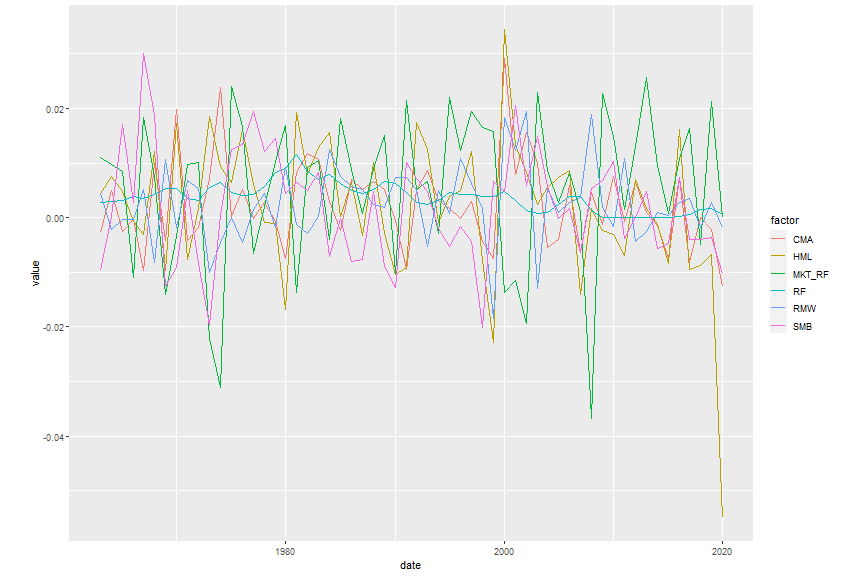 0.02
0.00
-0.02
-0.04
value
1980
2000
2020
date
factor
CMA
HML
MKT_RF
RF
RMW
SMB